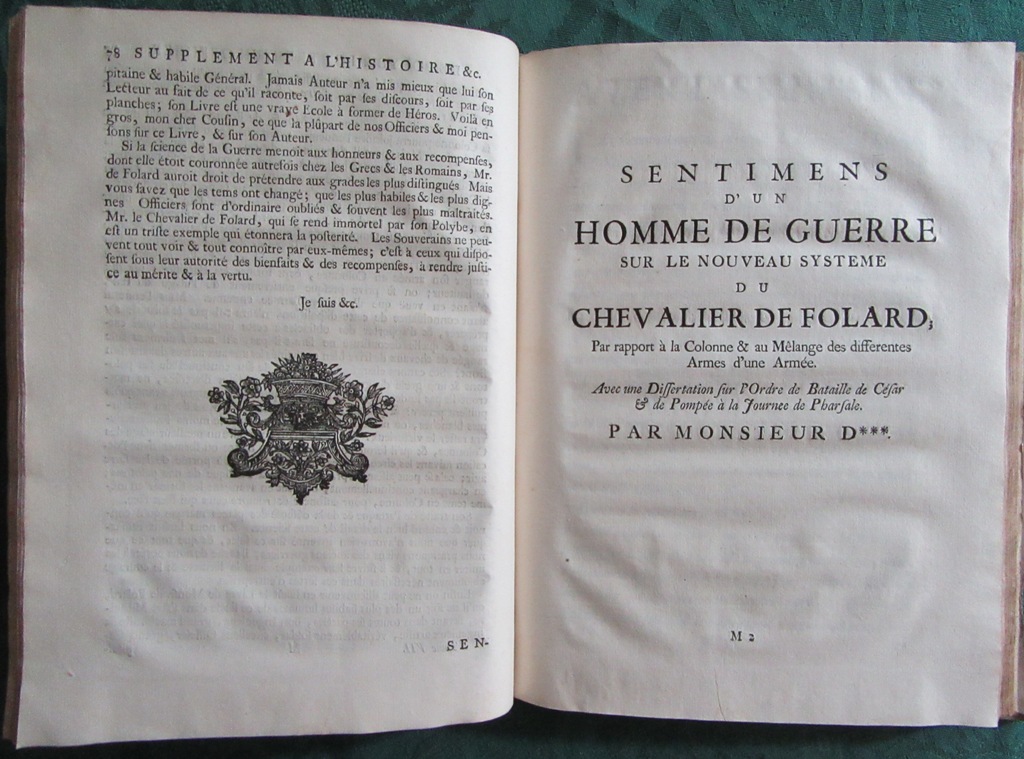 78 SUPPLEMENT A L'HISTOIRE &c.
pitaine & habile Général. Jamais Auteur n'a mis mieux que lui ſon
Lecteur au fait de ce qu'il raconte, ſoit par ſes diſcours, ſoit par ſes
planches; ſon Livre eſt une vraye Ecole à former de Héros. Voilà en
gros, mon cher Couſin, ce que la plûpart de nos Officiers & moi pen-
ſons ſur ce Livre, & ſur ſon Auteur.
Si la ſcience de la Guerre menoit aux honneurs & aux recompenſes,
dont elle étoit couronnée autrefois chez les Grecs & les Romains, Mr.
de Folard auroit droit de prétendre aux grades les plus diſtingués Mais
vous ſavez que les tems ont changé; que les plus habiles & les plus dig-
nes Officiers ſont d'ordinaire oubliés & ſouvent les plus maltraités.
Mr. le Chevalier de Folard, qui ſe rend immortel par ſon Polybe, en
eſt un triſte exemple qui étonnera la poſterité. Les Souverains ne peu-
vent tout voir & tout connoître par eux-mêmes; c'eſt à ceux qui diſpo-
ſent ſous leur autorité des bienfaits & des recompenſes, à rendre juſti-
ce au mérite & à la vertu.
Je ſuis &c.
SEN-
SENTIMENS
D'UN
HOMME DE GUERRE
SUR LE NOUVEAU SYSTEME
DU
CHEVALIER DE FOLARD;
Par rapport à la Colonne & au Mêlange des differentes
Armes d'une Armée.
Avec une Diſſertation ſur l'Ordre de Bataille de Céſar
& de Pompée à la Journee de Pharſale.
PAR MONSIEUR D***.
M 2